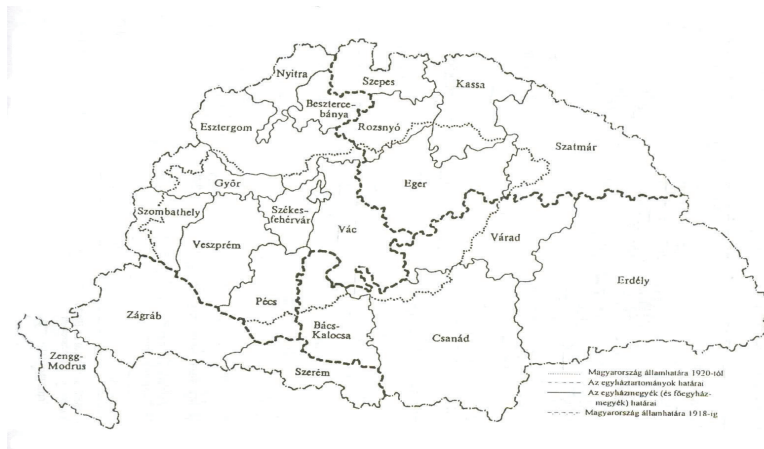 Nyitra
Szepes
Kassa
Besztercebánya
Esztergom
Rozsnyó
Szatmár
Győr
Eger
Szombathely
Székes-
fehérvár
Vác
Várad
Veszprém
Erdély
Pécs
Zágráb
Bács-
Kalocsa
Csanád
Zengg-
Modrus
Szerém
Magyarország államhatára 1920-tól
Az egyháztartományok határai
Az egyházmegyék (és főegyház-
megyék) határai
Magyarország államhatára 1918-ig